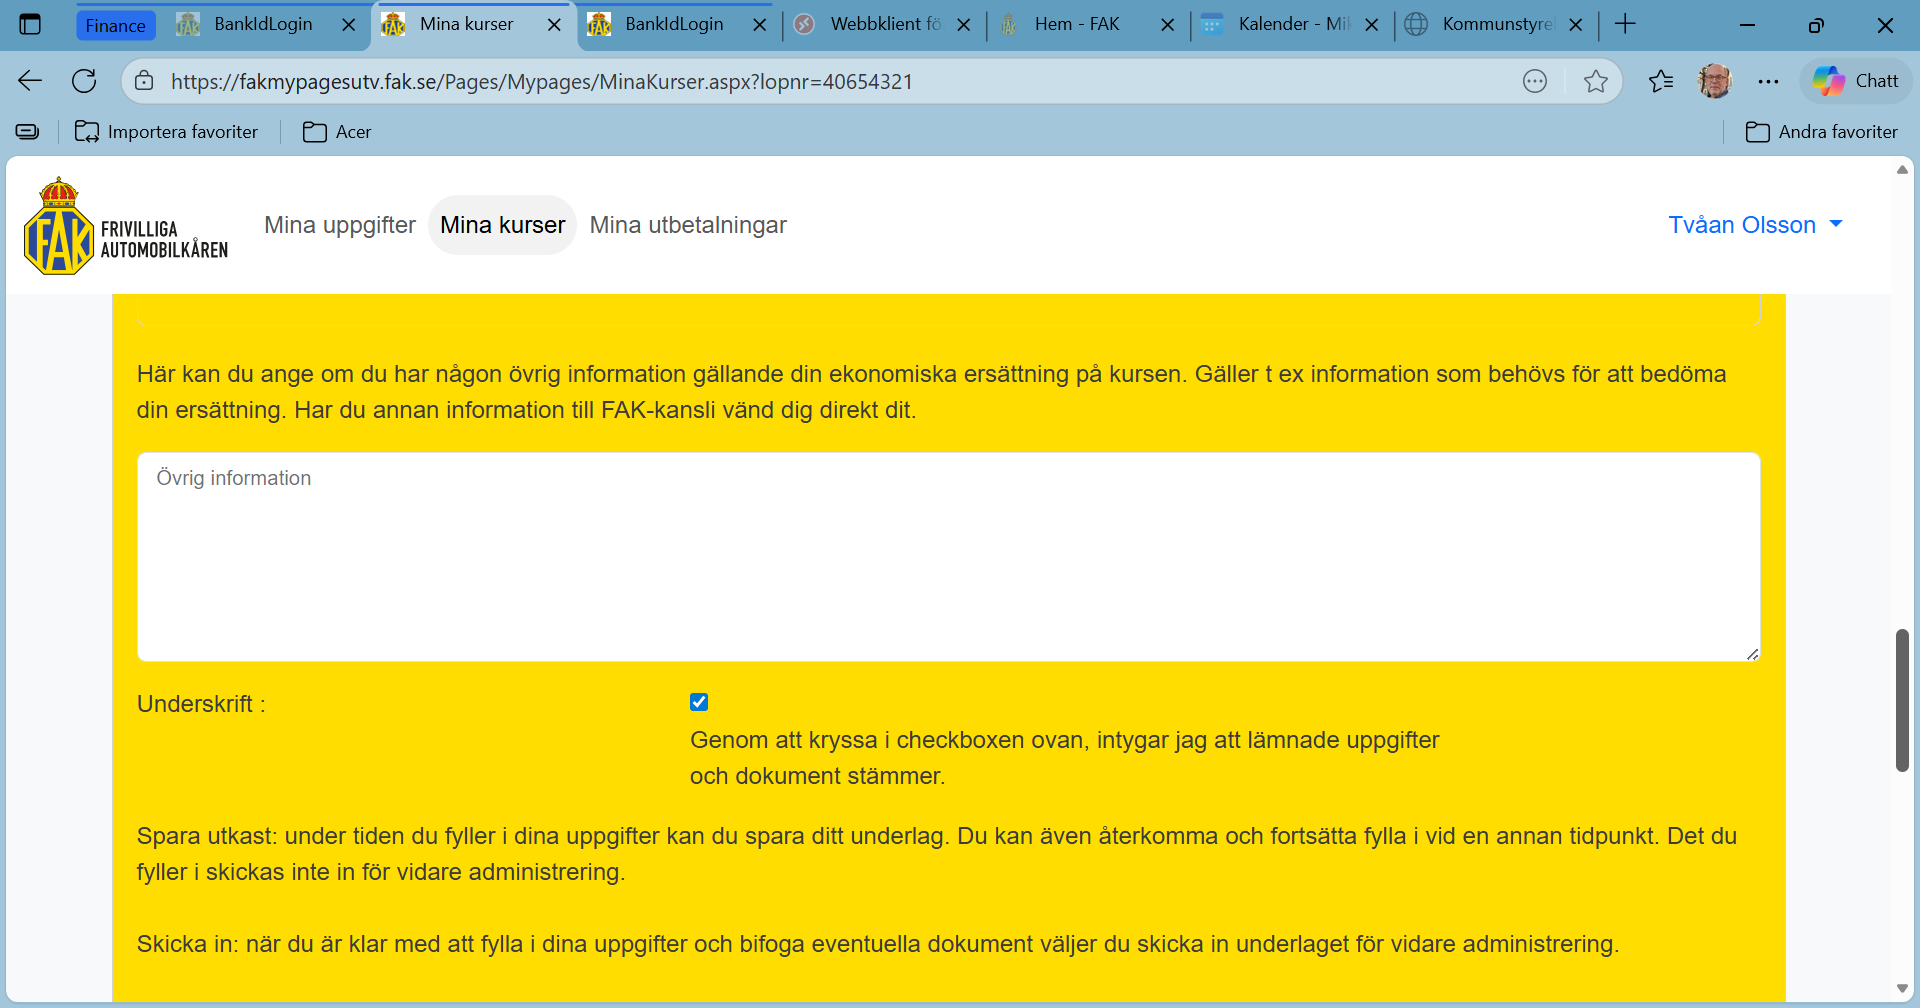 Finance
BankIdLogin
Mina kurser
BankIdLogin
Webbklient fö
Hem - FAK
Kalender - Mi
Kommunstyre
https://fakmypagesutv.fak.se/Pages/Mypages/MinaKurser.aspx?lopnr=40654321
Chatt
Importera favoriter
Acer
Andra favoriter
FAK
FRIVILLIGA
AUTOMOBILKÅREN
Mina uppgifter
Mina kurser
Mina utbetalningar
Tvåan Olsson
Här kan du ange om du har någon övrig information gällande din ekonomiska ersättning på kursen. Gäller t ex information som behövs för att bedöma
din ersättning. Har du annan information till FAK-kansli vänd dig direkt dit.
Övrig information
Underskrift :
Genom att kryssa i checkboxen ovan, intygar jag att lämnade uppgifter
och dokument stämmer.
Spara utkast: under tiden du fyller i dina uppgifter kan du spara ditt underlag. Du kan även återkomma och fortsätta fylla i vid en annan tidpunkt. Det du
fyller i skickas inte in för vidare administrering.
Skicka in: när du är klar med att fylla i dina uppgifter och bifoga eventuella dokument väljer du skicka in underlaget för vidare administrering.